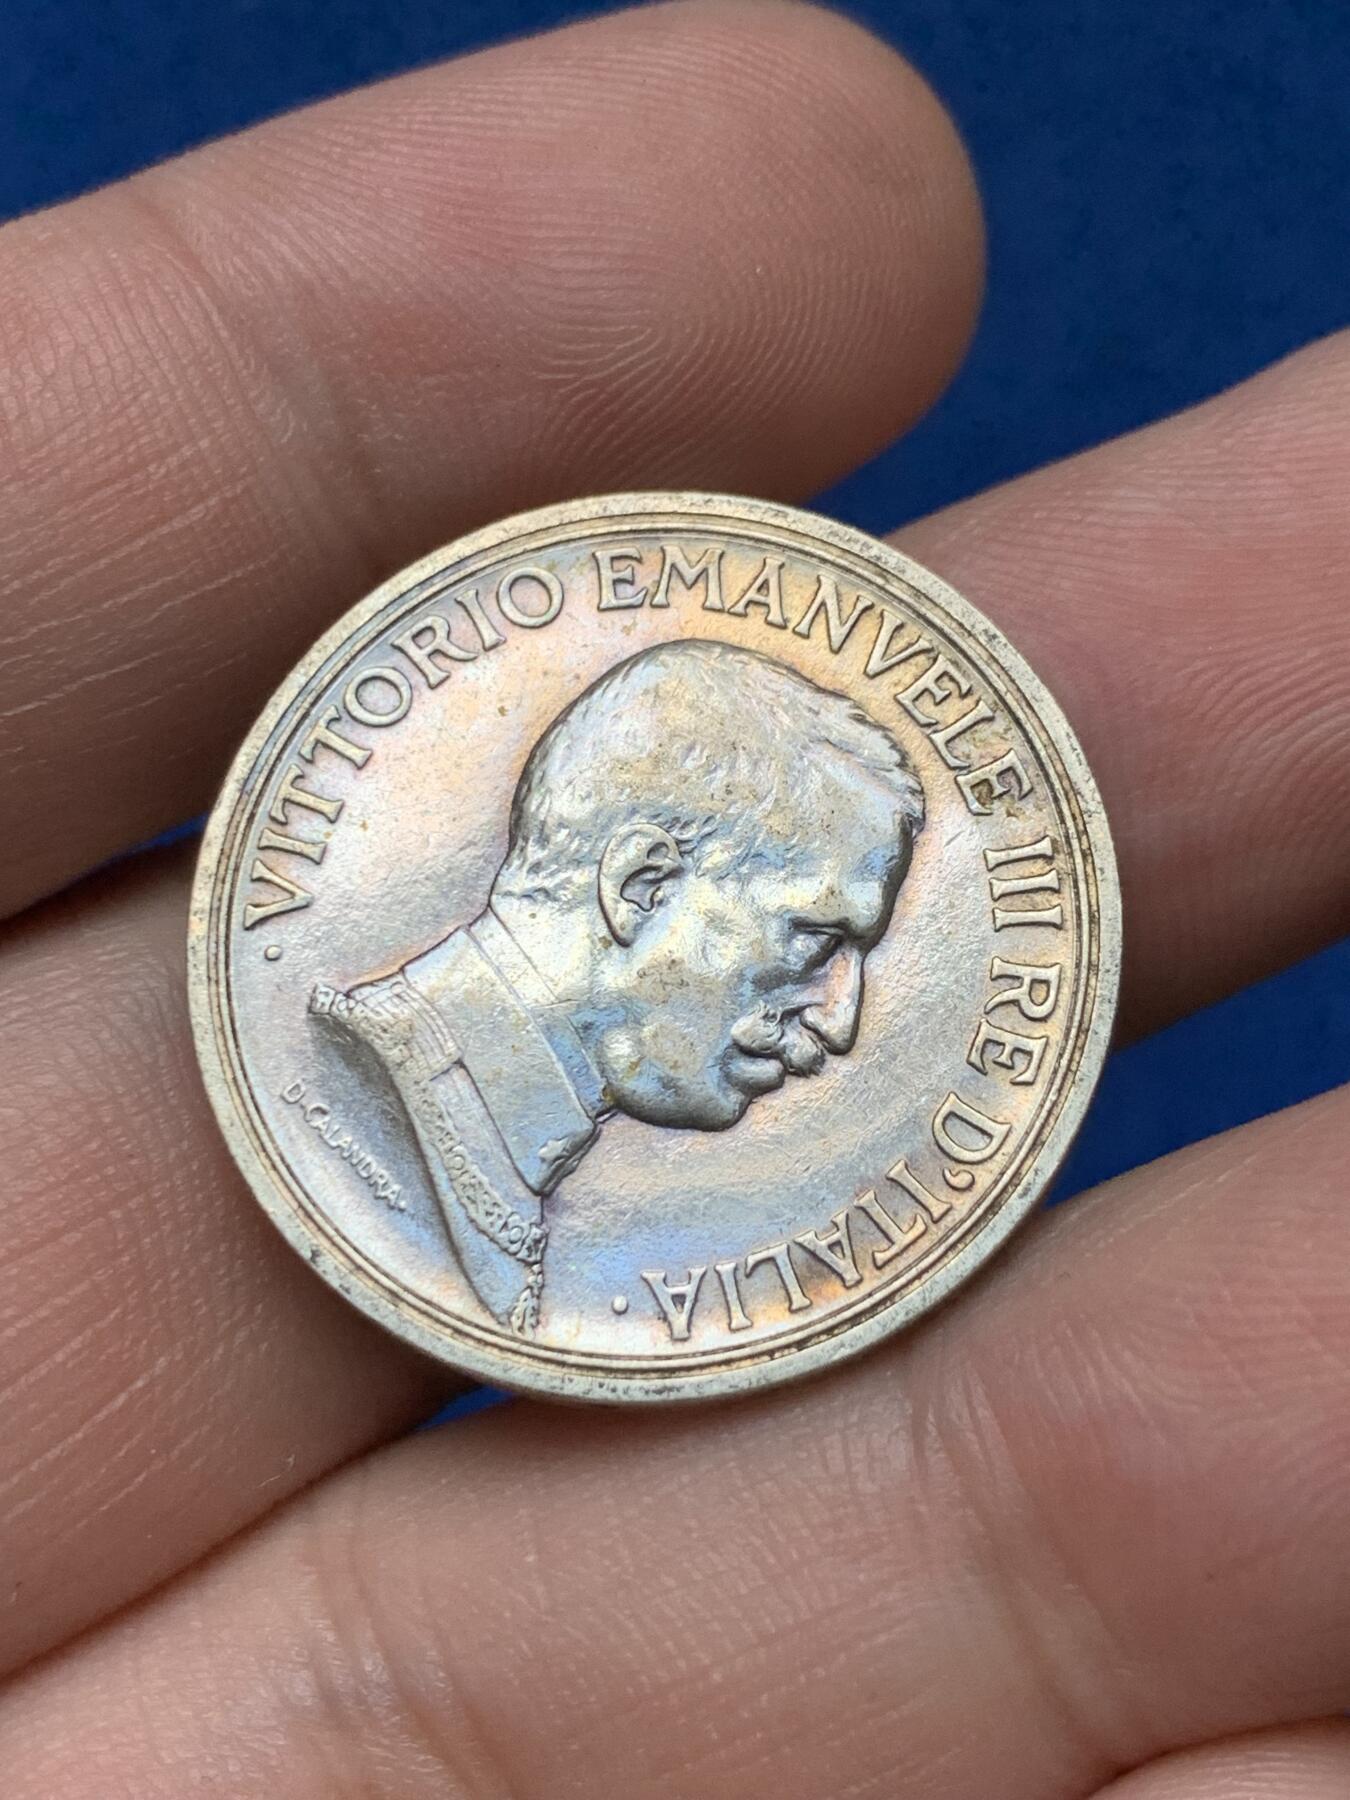 · VITTORIO EMANVELE III RE D'ITALIA ·
D·CALANDRA·